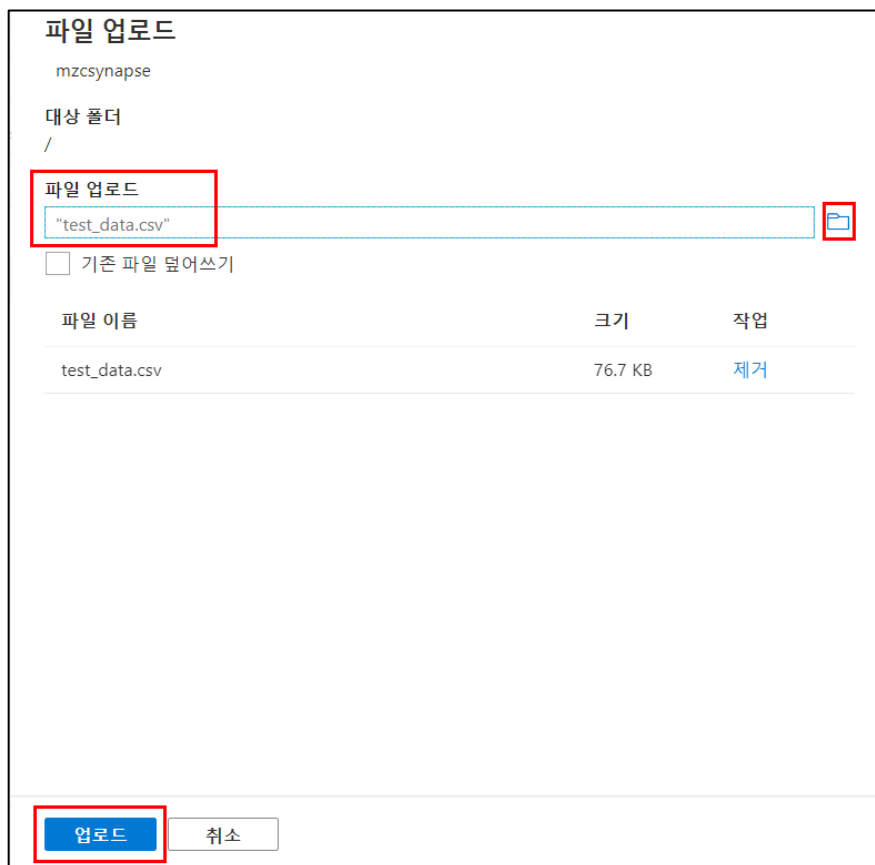 파일 업로드
mzcsynapse
대상 폴더
/
파일 업로드
"test_data.csv"
기존 파일 덮어쓰기
파일 이름 크기 작업
test_data.csv 76.7 KB 제거
업로드 취소